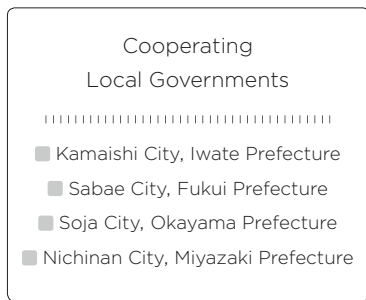 Cooperating
Local Governments
Kamaishi City, Iwate Prefecture
Sabae City, Fukui Prefecture
Soja City, Okayama Prefecture
Nichinan City, Miyazaki Prefecture